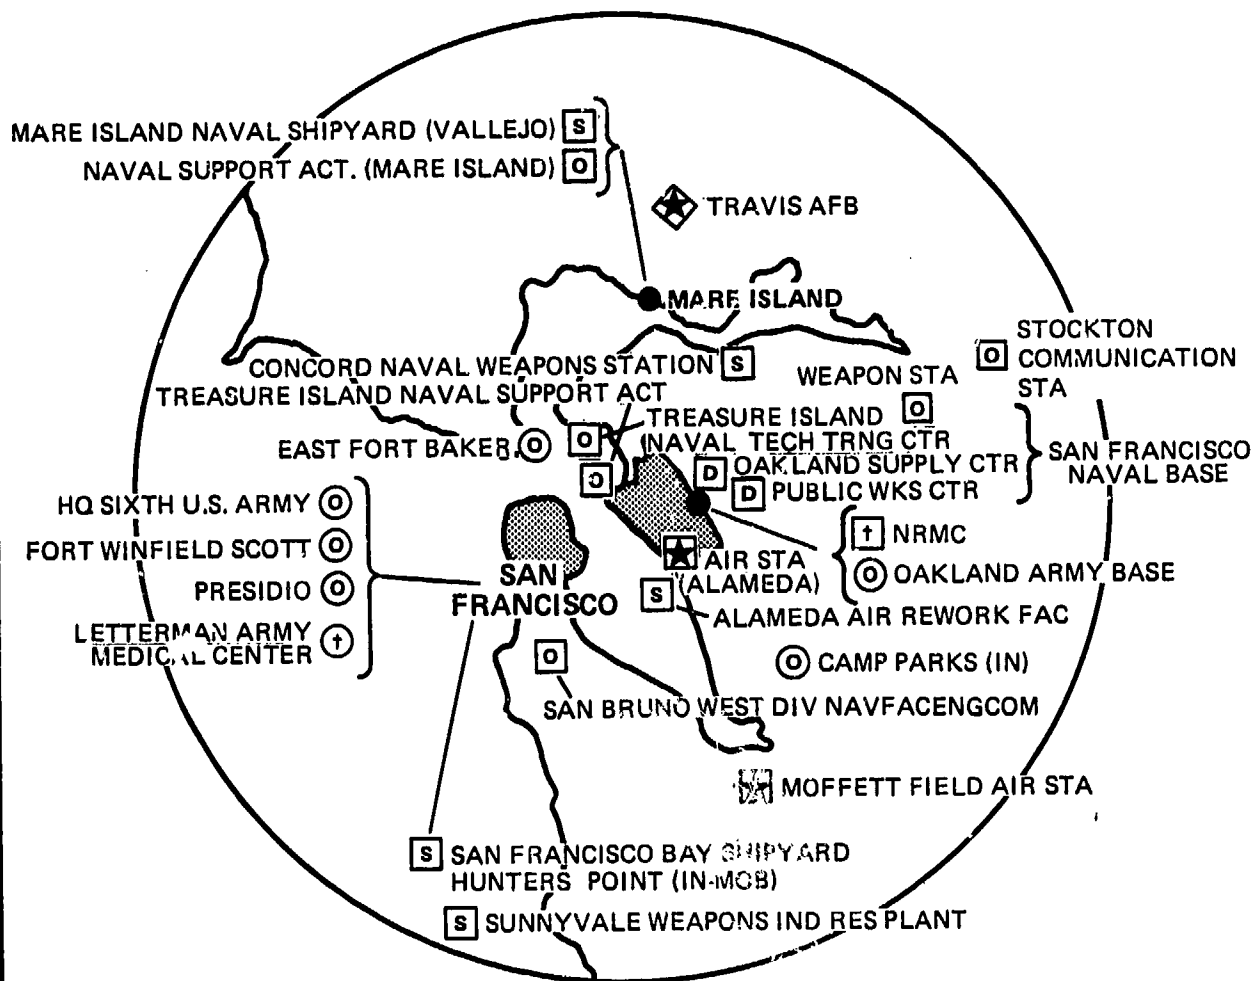 MARE ISLAND NAVAL SHIPYARD (VALLEJO) S
NAVAL SUPPORT ACT. (MARE ISLAND) O
TRAVIS AFB
MARE ISLAND
STOCKTON
O COMMUNICATION
STA
CONCORD NAVAL WEAPONS STATION S
WEAPON STA
O
TREASURE ISLAND NAVAL SUPPORT ACT
O
EAST FORT BAKER O
O TREASURE ISLAND
NAVAL TECH TRNG CTR
D OAKLAND SUPPLY CTR
D PUBLIC WKS CTR
SAN FRANCISCO
NAVAL BASE
HQ SIXTH U.S. ARMY O
FORT WINFIELD SCOTT O
PRESIDIO O
LETTERMAN ARMY
MEDICAL CENTER †
SAN
FRANCISCO
AIR STA
(ALAMEDA)
† NRMC
O OAKLAND ARMY BASE
S ALAMEDA AIR REWORK FAC
O CAMP PARKS (IN)
O
SAN BRUNO WEST DIV NAVFACENGCOM
MOFFETT FIELD AIR STA
S SAN FRANCISCO BAY SHIPYARD
HUNTERS POINT (IN-MOB)
S SUNNYVALE WEAPONS IND RES PLANT